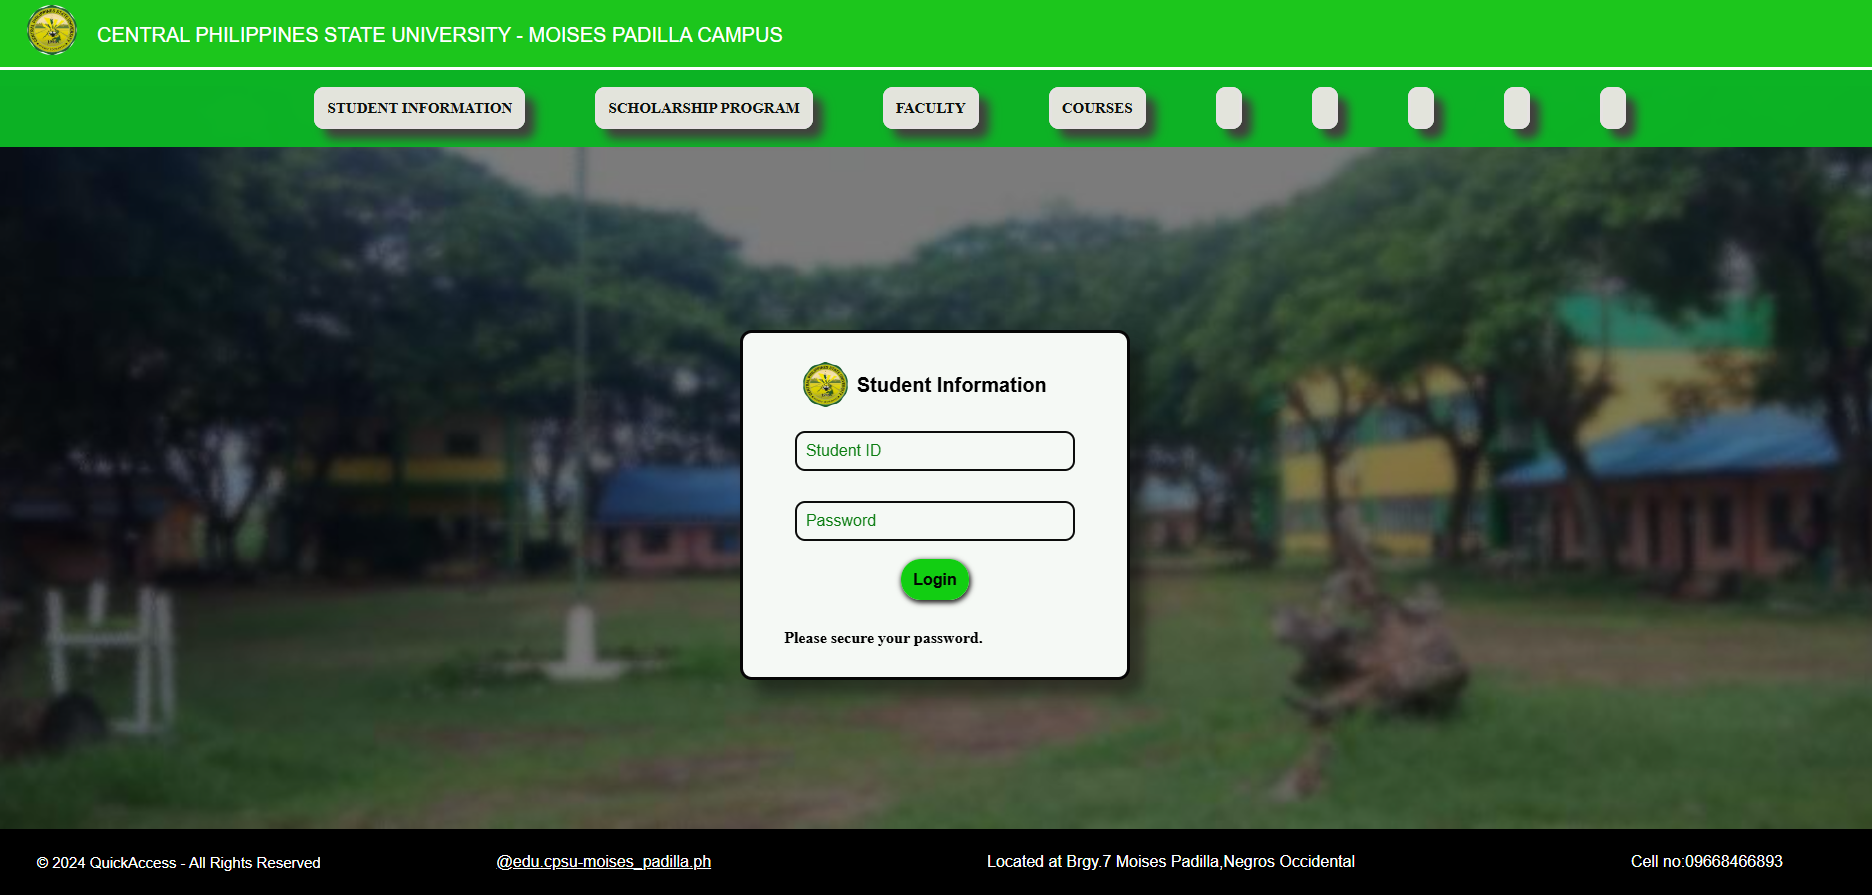 CENTRAL PHILIPPINES STATE UNIVERSITY - MOISES PADILLA CAMPUS
STUDENT INFORMATION
SCHOLARSHIP PROGRAM
FACULTY
COURSES
Student Information
Student ID
Password
Login
Please secure your password.
© 2024 QuickAccess - All Rights Reserved
@edu.cpsu-moises_padilla.ph
Located at Brgy.7 Moises Padilla,Negros Occidental
Cell no:09668466893